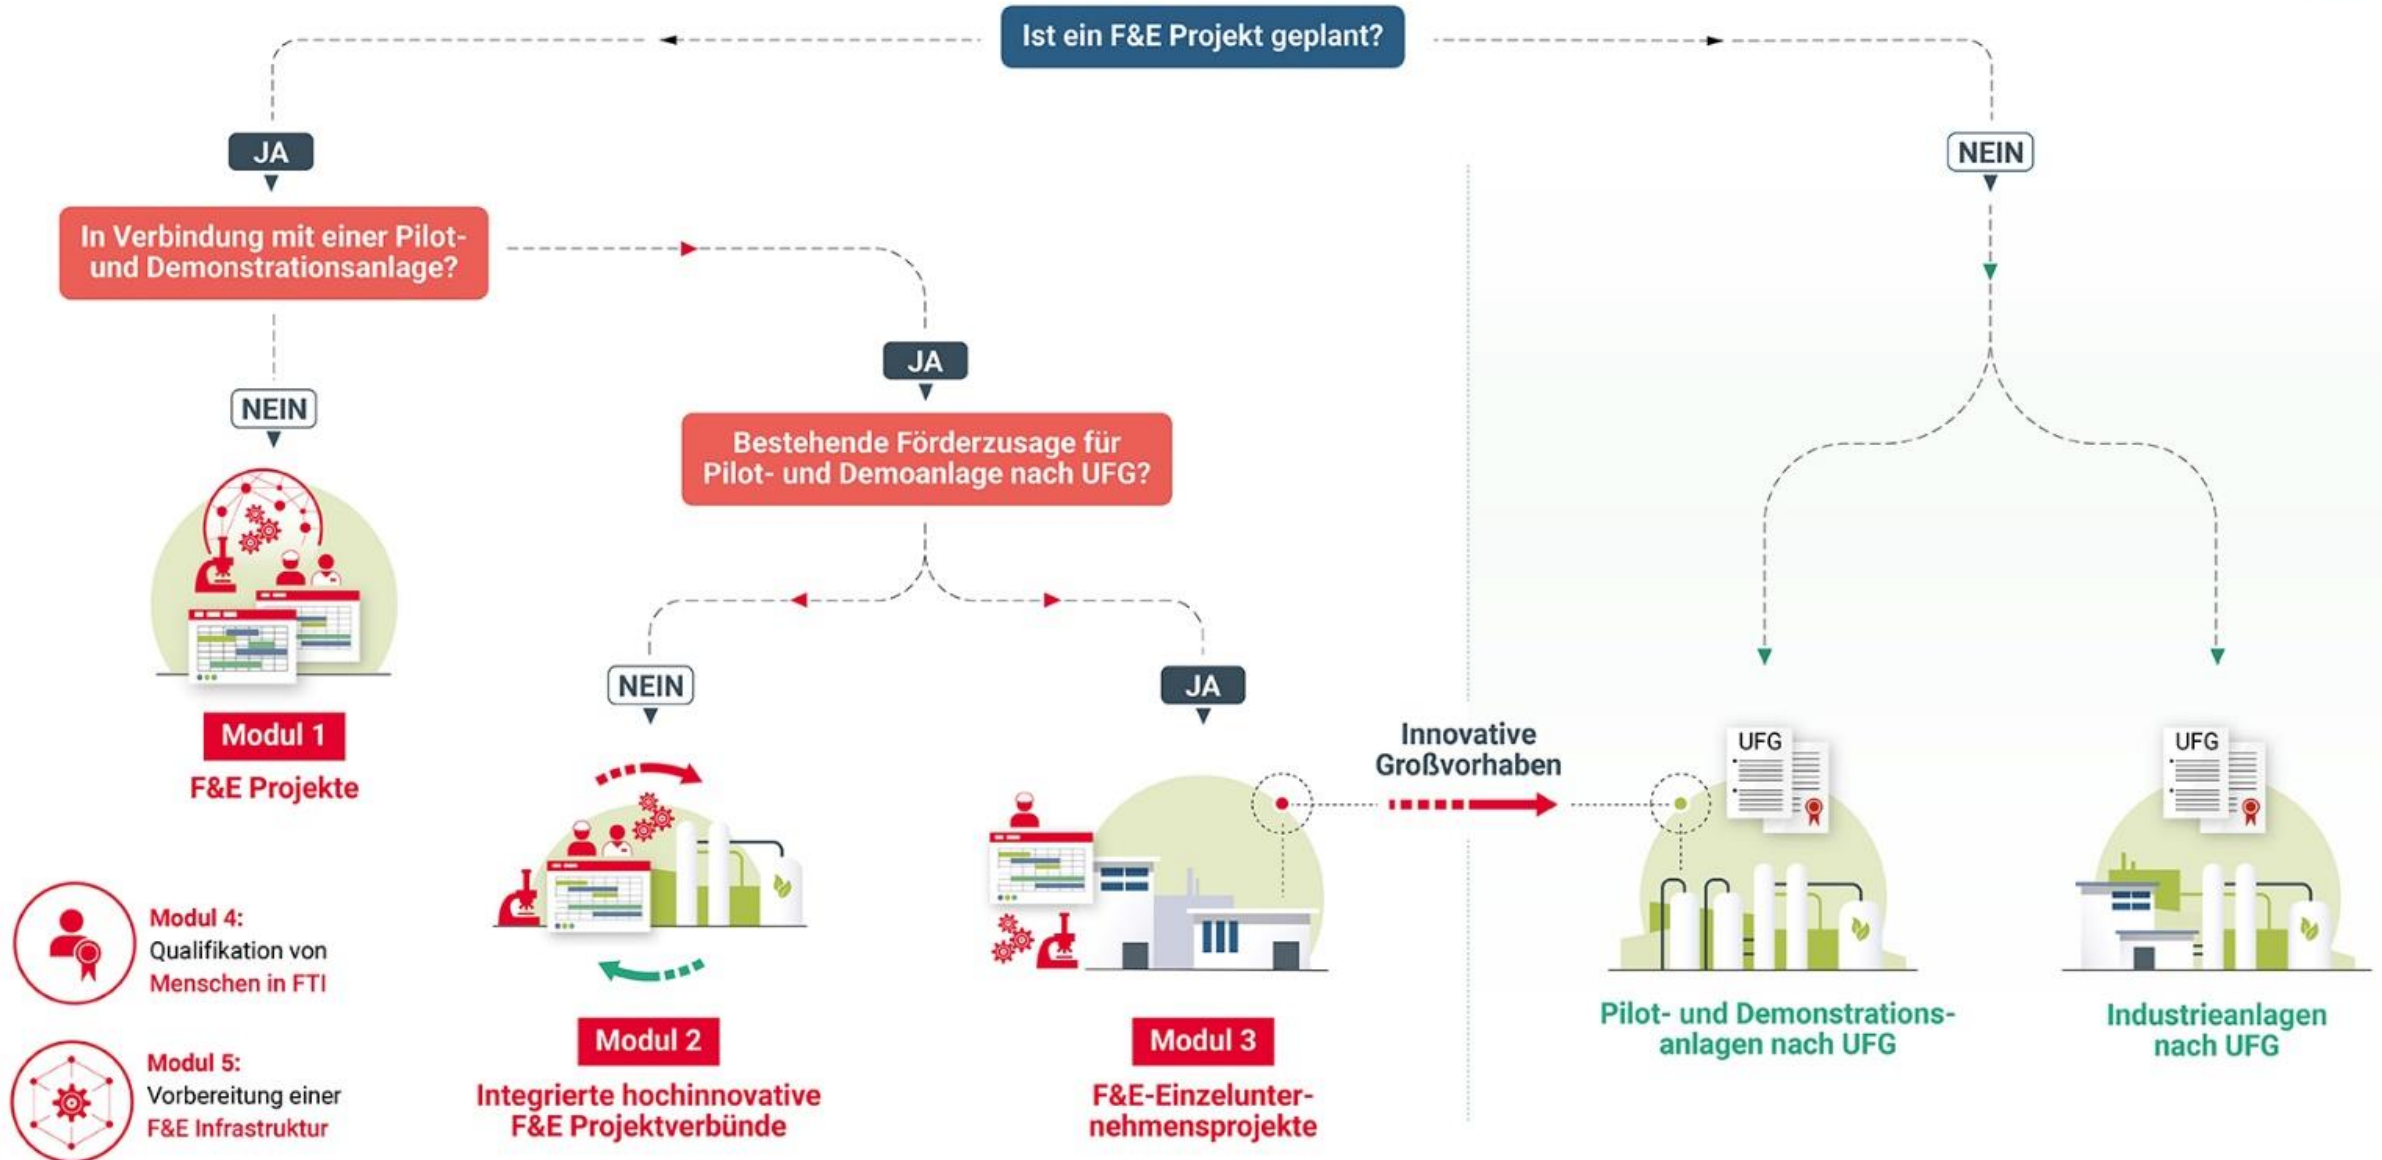 Ist ein F&E Projekt geplant?
JA
NEIN
In Verbindung mit einer Pilot-
und Demonstrationsanlage?
JA
NEIN
Bestehende Förderzusage für
Pilot- und Demoanlage nach UFG?
NEIN
JA
Modul 1
F&E Projekte
Innovative
Großvorhaben
UFG
UFG
Modul 4:
Qualifikation von
Menschen in FTI
Modul 5:
Vorbereitung einer
F&E Infrastruktur
Modul 2
Integrierte hochinnovative
F&E Projektverbünde
Modul 3
F&E-Einzelunter-
nehmensprojekte
Pilot- und Demonstrations-
anlagen nach UFG
Industrieanlagen
nach UFG